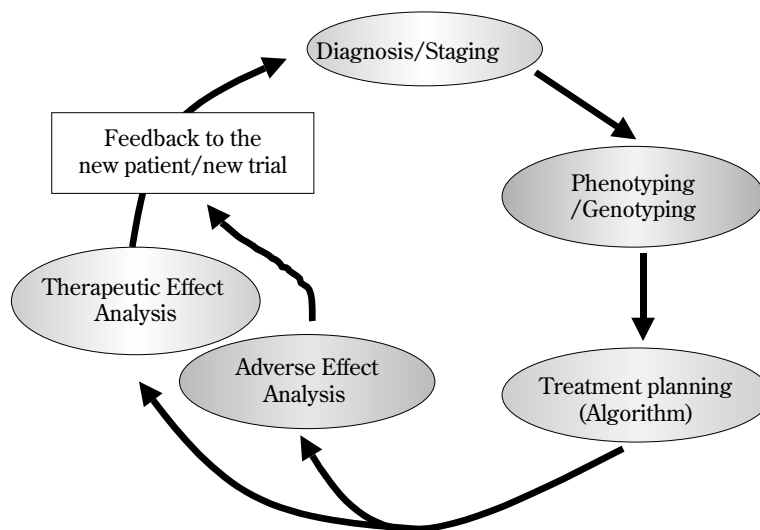 Diagnosis/Staging
Feedback to the
new patient/new trial
Phenotyping
/Genotyping
Therapeutic Effect
Analysis
Adverse Effect
Analysis
Treatment planning
(Algorithm)